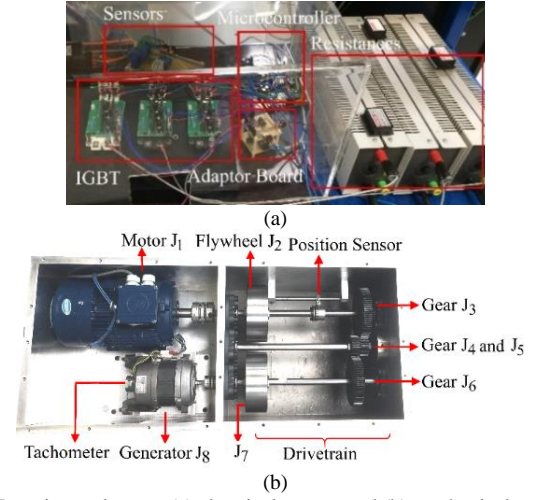 Sensors
Microcontroller
Resistances
IGBT
Adaptor Board
(a)
Motor J1
Flywheel J2
Position Sensor
Gear J3
Gear J4 and J5
Gear J6
Tachometer
Generator J8
J7
Drivetrain
(b)